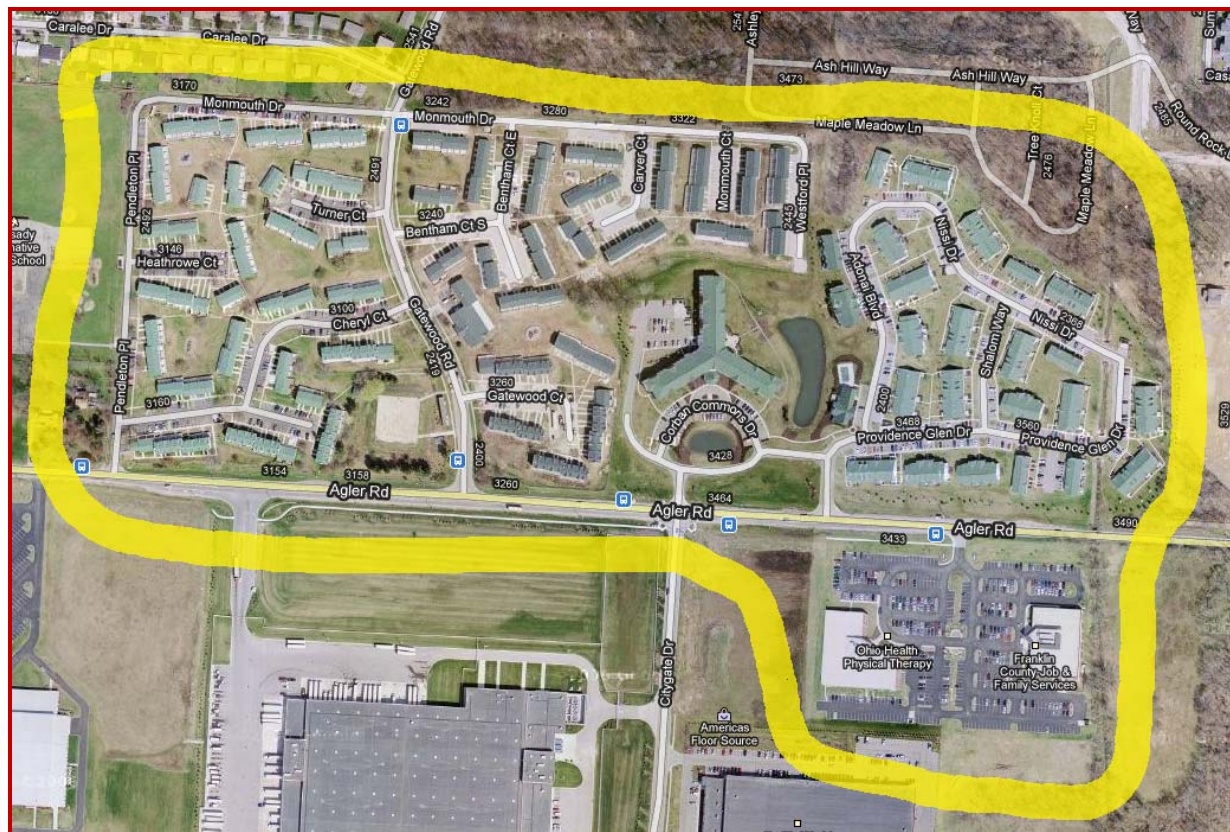 Caralee Dr
Caralee Dr
2541
Gatewood Rd
Ashley
Ash Hill Way
Ash Hill Way
3473
Tree Knoll Ct
2476
Maple Meadow Ln
Maple Meadow Ln
2485
Round Rock
3170
Monmouth Dr
3242
Monmouth Dr
3280
3322
Bentham Ct E
Carver Ct
Monmouth Ct
2445
Westford Pl
2491
Pendleton Pl
2492
Turner Ct
3240
Bentham Ct S
3146
Heathrowe Ct
School
Nissi Dr
Adonai Blvd
Shalom Way
2368
Nissi Dr
3100
Cheryl Ct
Gatewood Rd
2419
Pendleton Pl
3160
3260
Gatewood Ct
2400
Corban Commons Dr
3428
2400
3468
Providence Glen Dr
3560
Providence Glen Dr
3529
3154
3158
Agler Rd
3260
3464
Agler Rd
3490
Agler Rd
3433
Citygate Dr
Ohio Health
Physical Therapy
Franklin
County Job &
Family Services
Americas
Floor Source